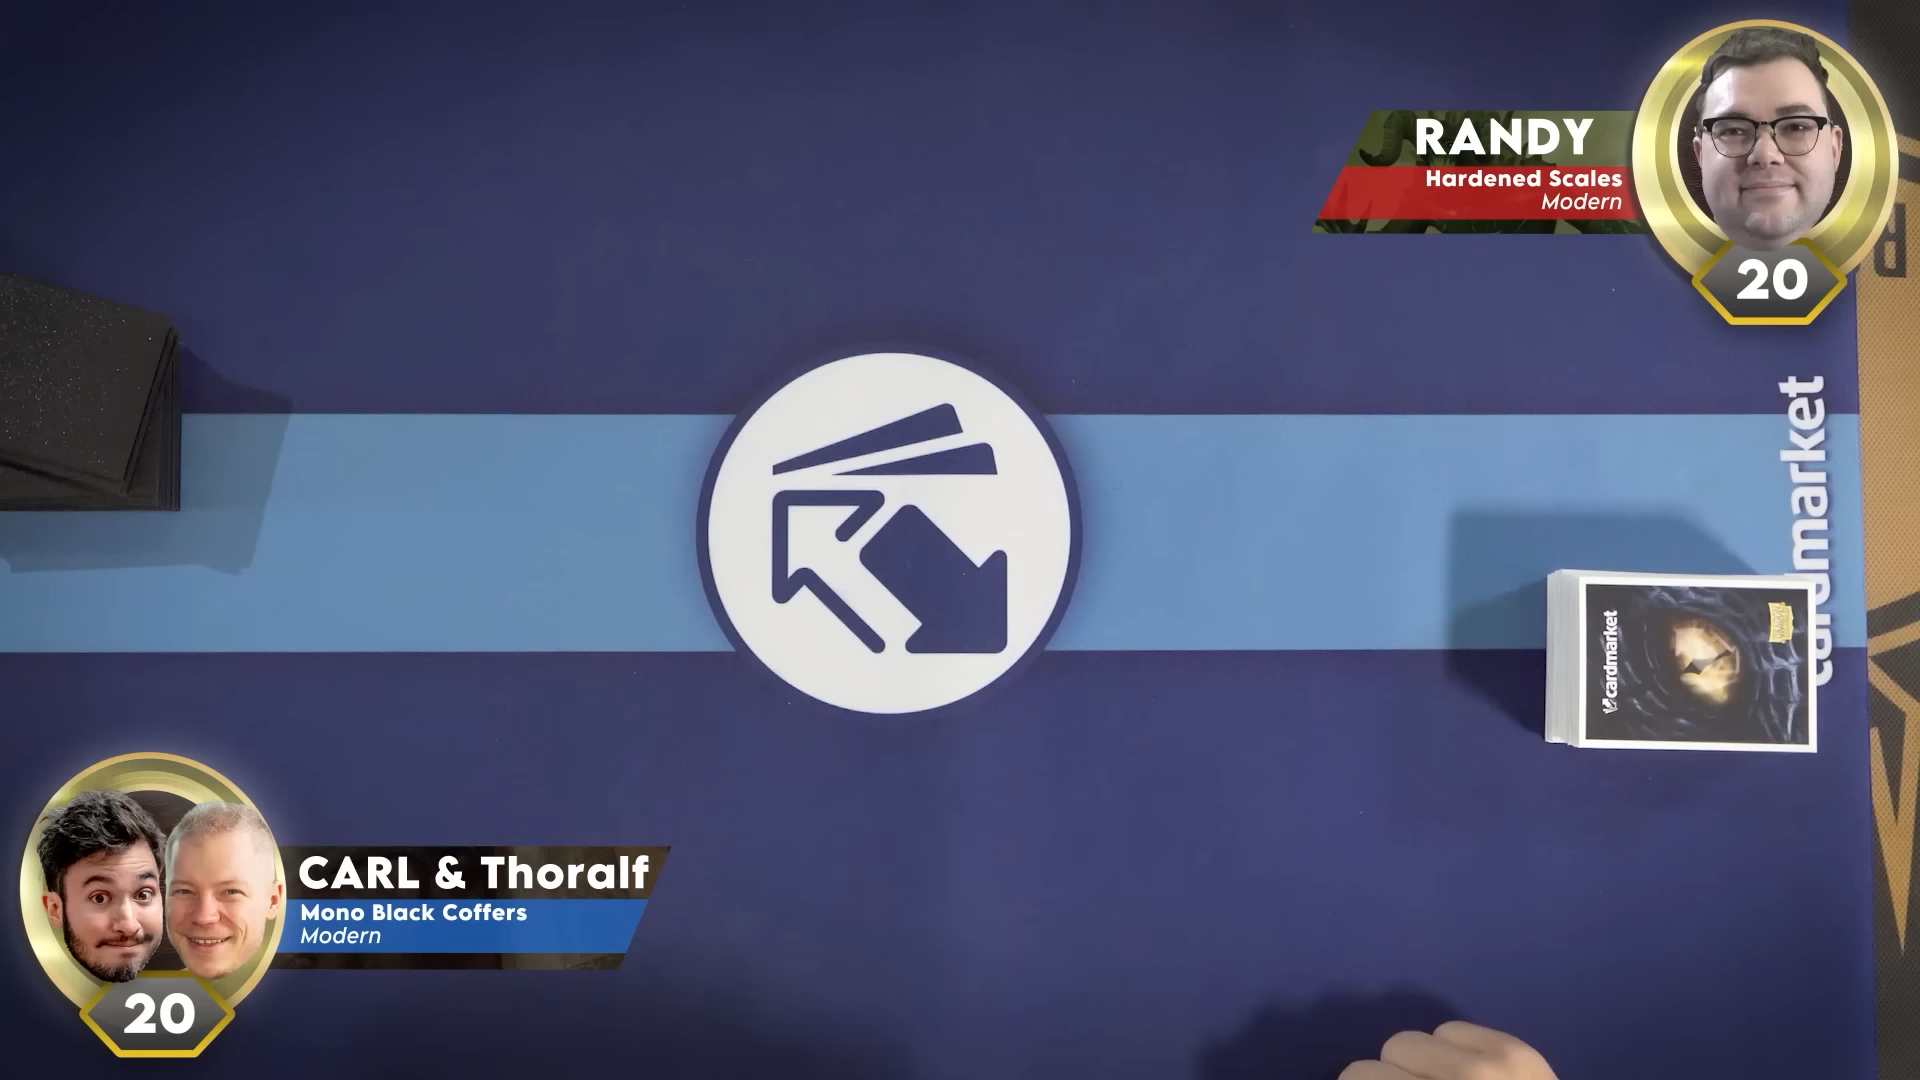 RANDY
Hardened Scales
Modern
20
cardmarket
cardmarket
CARL & Thoralf
Mono Black Coffers
Modern
20